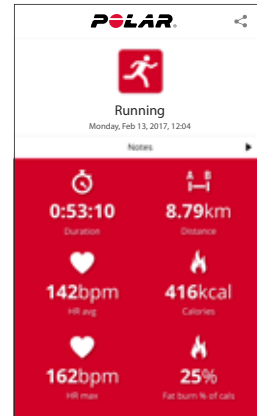 POLAR.
Running
Monday, Feb 13, 2017, 12:04
Notes
A B
0:53:10 8.79km
Duration Distance
142bpm 416kcal
HR avg Calories
162bpm 25%
HR max Fat burn % of cals